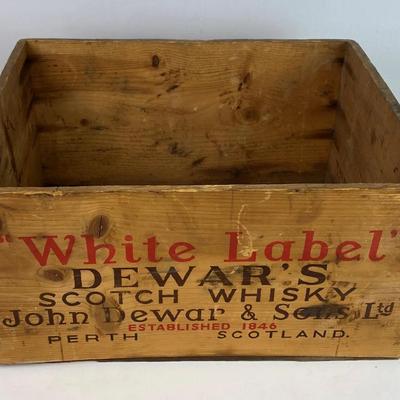 "White Label"
DEWAR'S
SCOTCH WHISKY
John Dewar & Sons, Ltd
ESTABLISHED 1846
PERTH SCOTLAND.